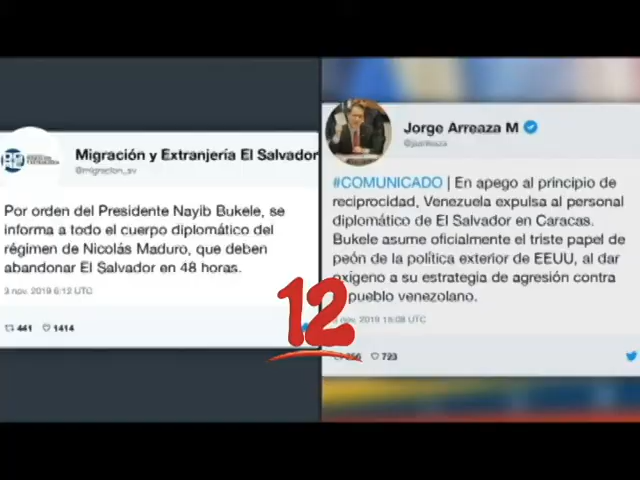 Migración y Extranjería El Salvador
@migracion_sv
Por orden del Presidente Nayib Bukele, se
informa a todo el cuerpo diplomático del
régimen de Nicolás Maduro, que deben
abandonar El Salvador en 48 horas.
3 nov. 2019 6:12 UTC
441 1414
Jorge Arreaza M
@jaarreaza
#COMUNICADO | En apego al principio de
reciprocidad, Venezuela expulsa al personal
diplomático de El Salvador en Caracas.
Bukele asume oficialmente el triste papel de
peón de la política exterior de EEUU, al dar
oxígeno a su estrategia de agresión contra
pueblo venezolano.
nov. 2019 15:08 UTC
723
12